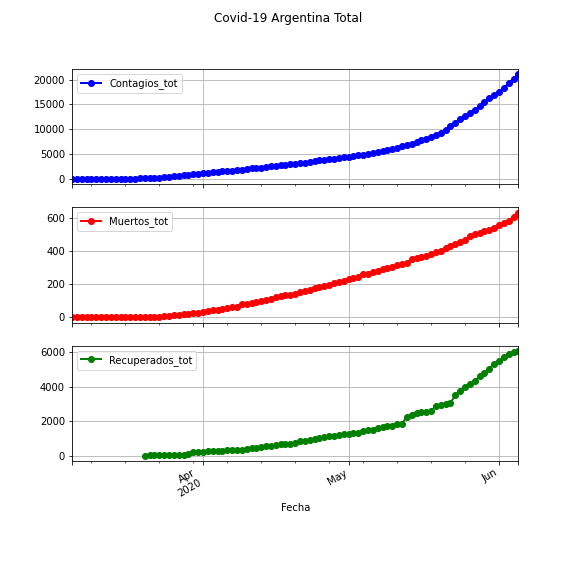 Covid-19 Argentina Total
20000
15000
10000
5000
0
Contagios_tot
600
400
200
0
Muertos_tot
6000
4000
2000
0
Recuperados_tot
Apr
2020
May
Jun
Fecha